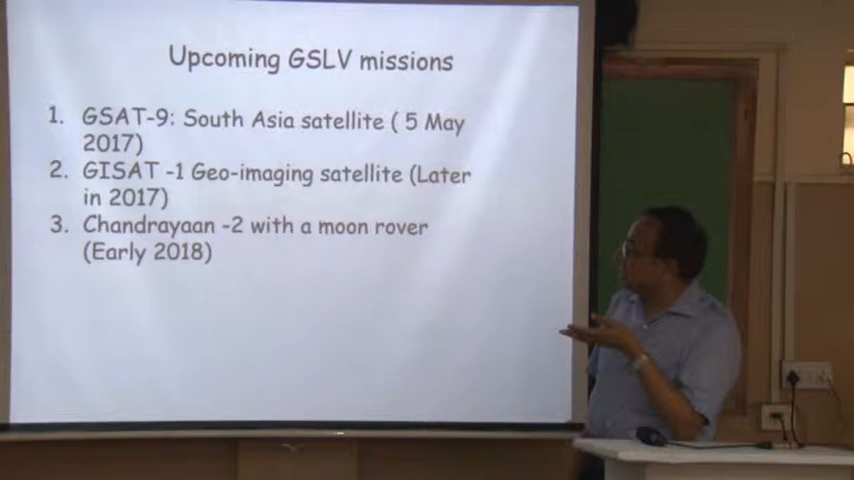 Upcoming GSLV missions
1. GSAT-9: South Asia satellite ( 5 May
2017)
2. GISAT -1 Geo-imaging satellite (Later
in 2017)
3. Chandrayaan -2 with a moon rover
(Early 2018)